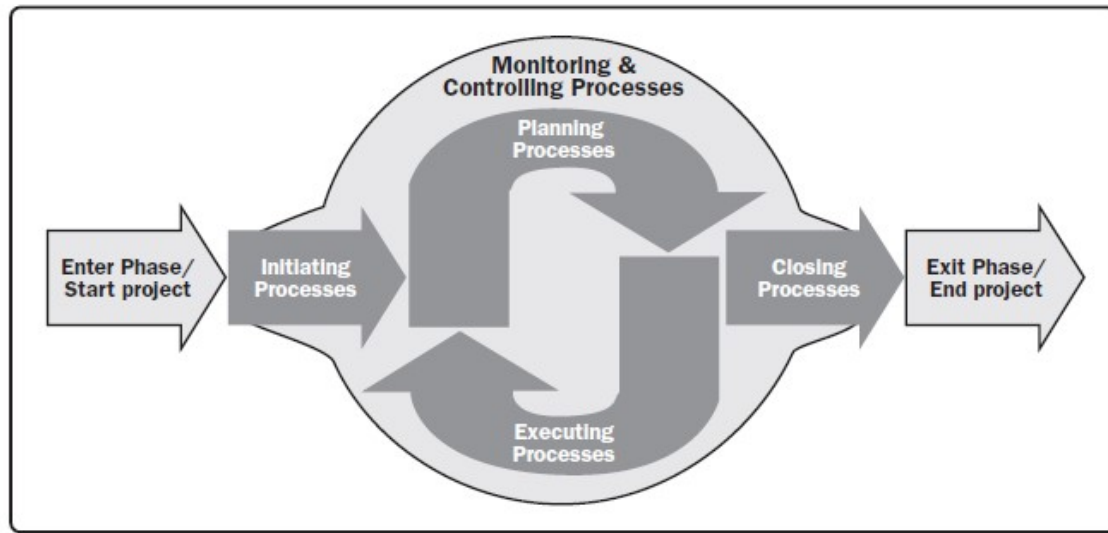 Monitoring &
Controlling Processes
Planning
Processes
Enter Phase/
Start project
Initiating
Processes
Closing
Processes
Exit Phase/
End project
Executing
Processes